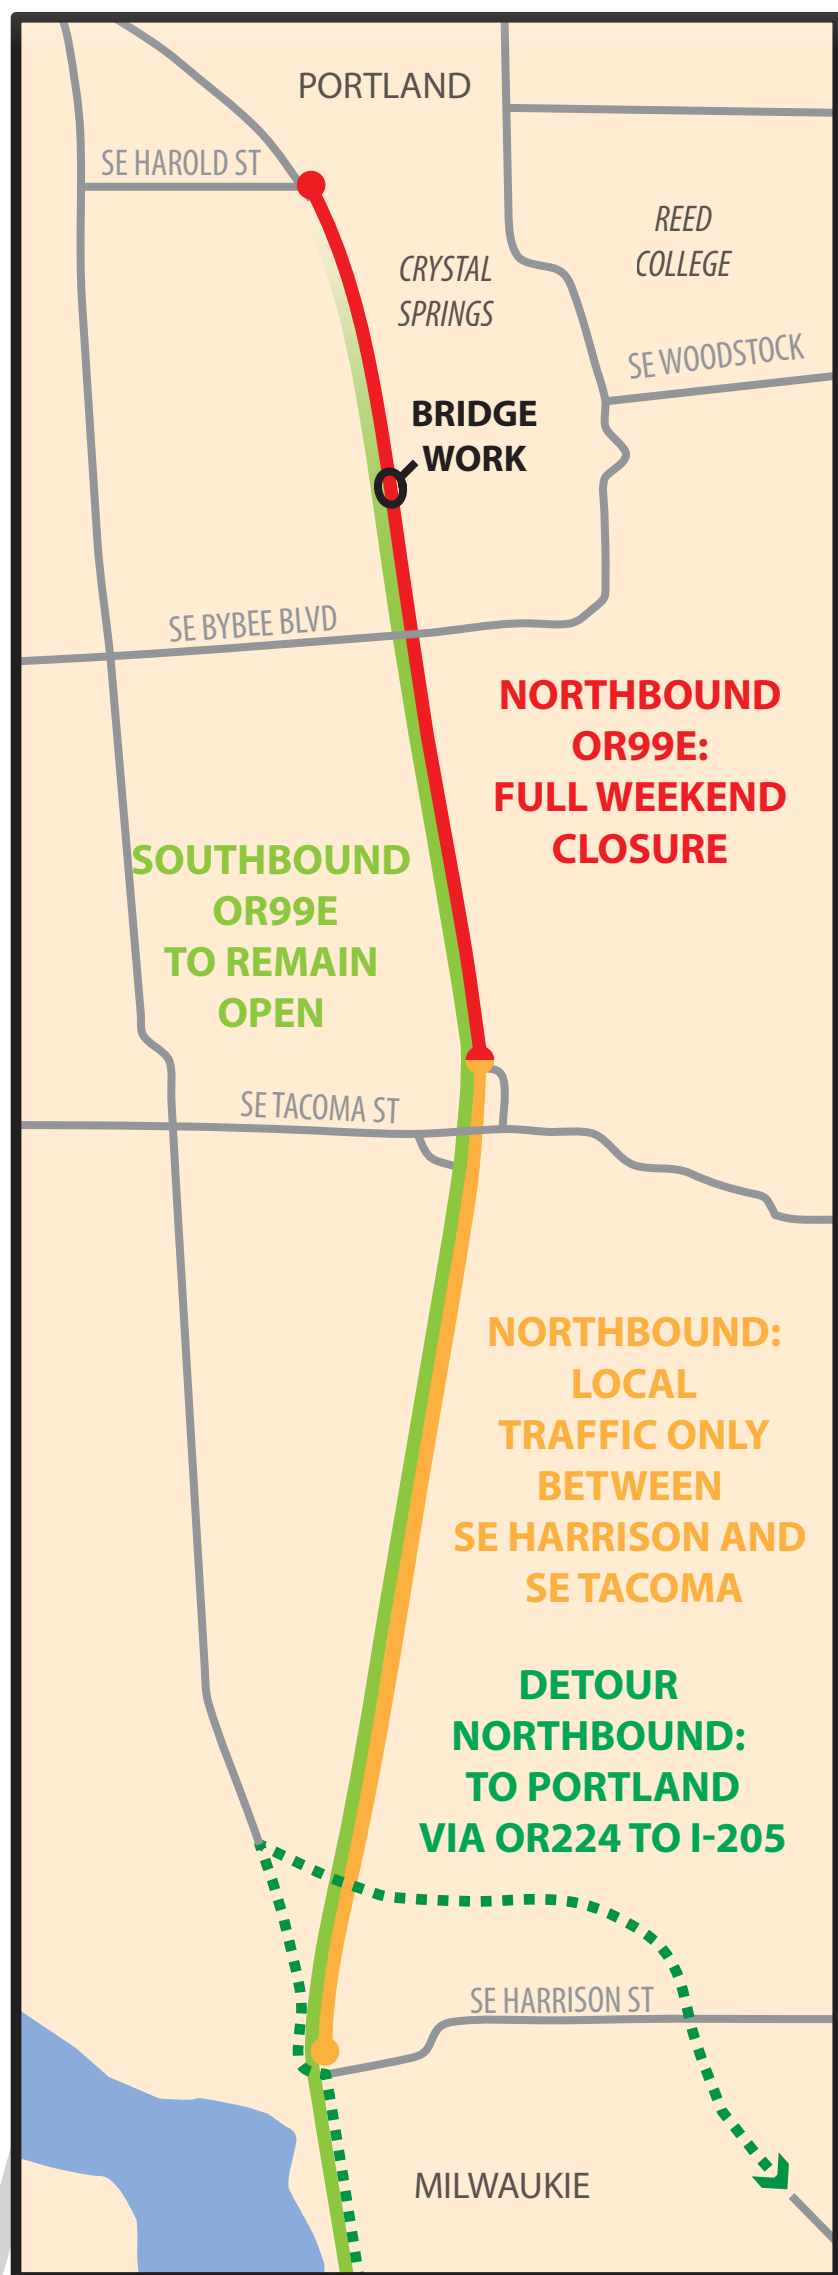 PORTLAND
SE HAROLD ST
REED
COLLEGE
CRYSTAL
SPRINGS
SE WOODSTOCK
BRIDGE
WORK
SE BYBEE BLVD
NORTHBOUND
OR99E:
FULL WEEKEND
CLOSURE
SOUTHBOUND
OR99E
TO REMAIN
OPEN
SE TACOMA ST
NORTHBOUND:
LOCAL
TRAFFIC ONLY
BETWEEN
SE HARRISON AND
SE TACOMA
DETOUR
NORTHBOUND:
TO PORTLAND
VIA OR224 TO I-205
SE HARRISON ST
MILWAUKIE